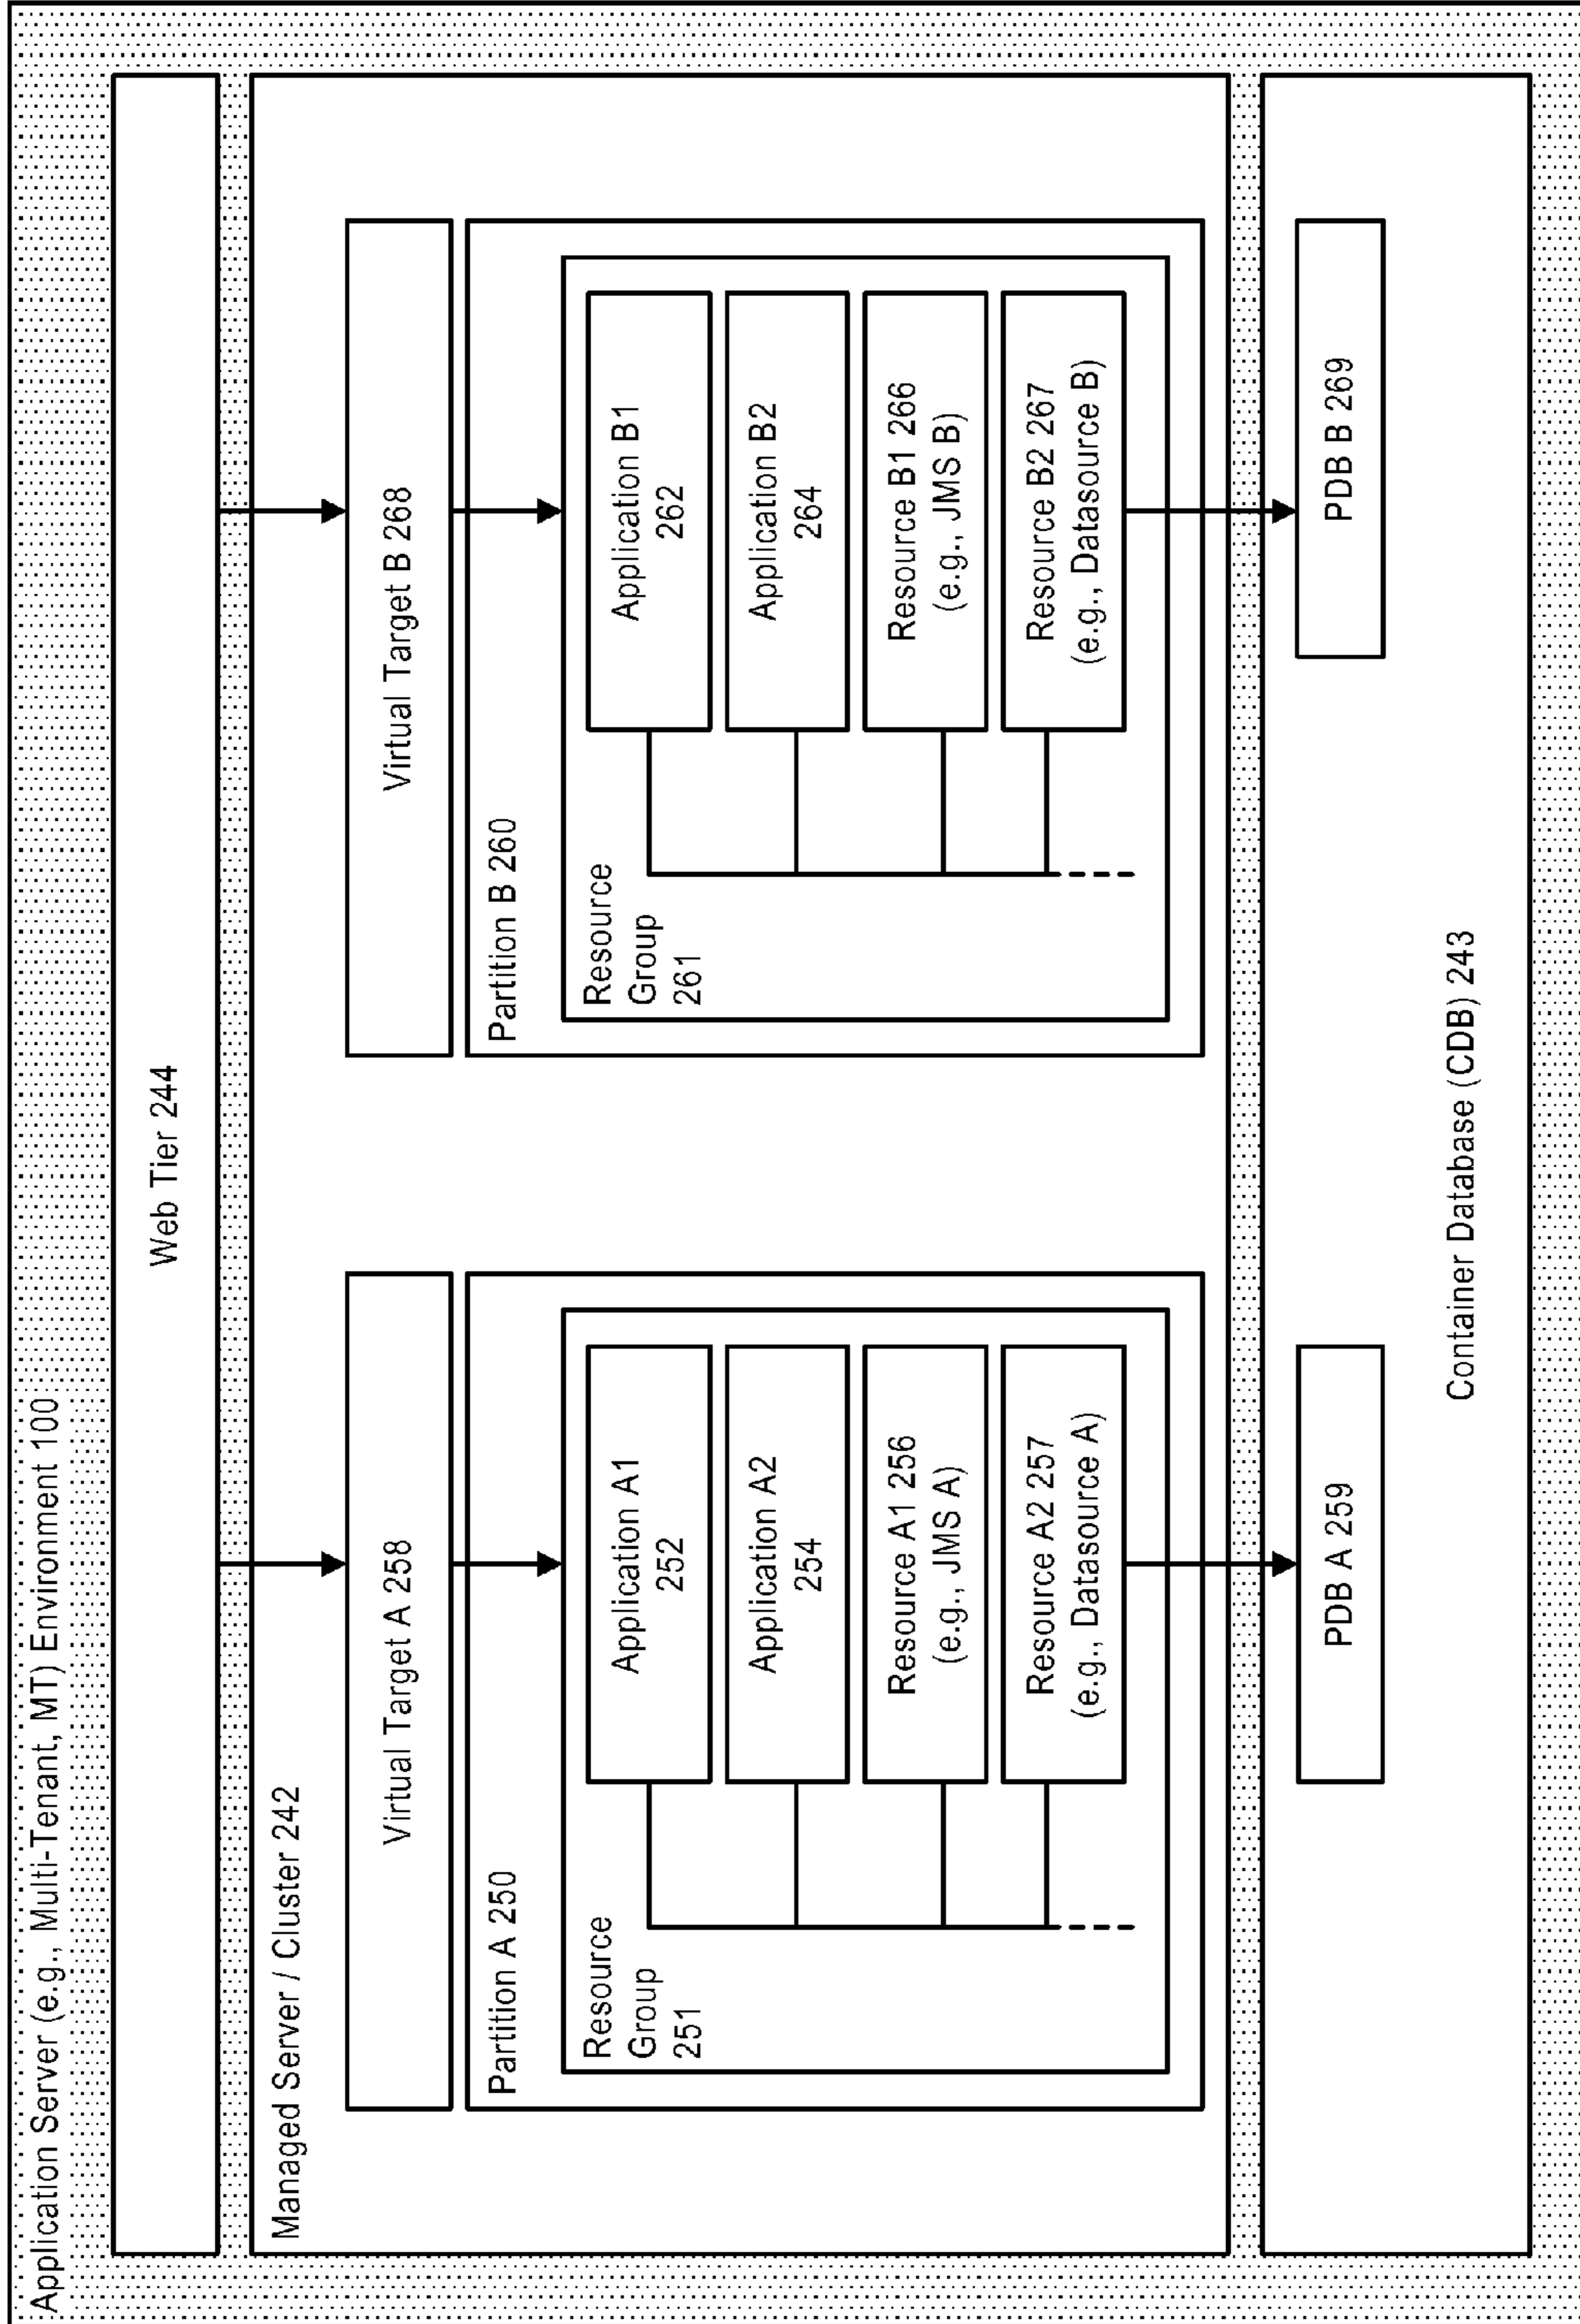 Application Server (e.g., Multi-Tenant, MT) Environment 100
Web Tier 244
Managed Server / Cluster 242
Virtual Target A 258
Partition A 250
Resource
Group
251
Application A1
252
Application A2
254
Resource A1 256
(e.g., JMS A)
Resource A2 257
(e.g., Datasource A)
Virtual Target B 268
Partition B 260
Resource
Group
261
Application B1
262
Application B2
264
Resource B1 266
(e.g., JMS B)
Resource B2 267
(e.g., Datasource B)
PDB A 259
PDB B 269
Container Database (CDB) 243